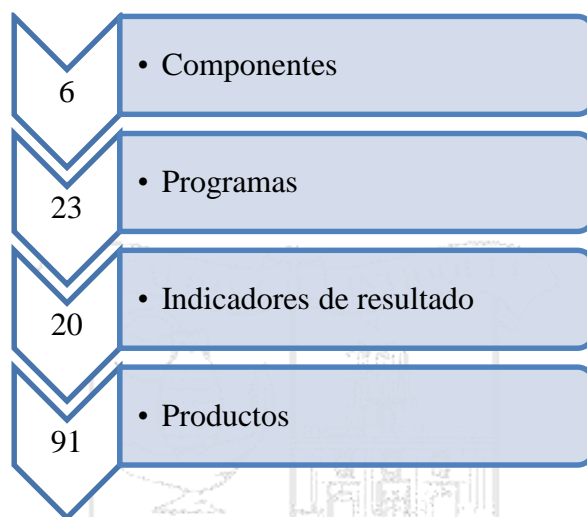 6
• Componentes
23
• Programas
20
• Indicadores de resultado
91
• Productos